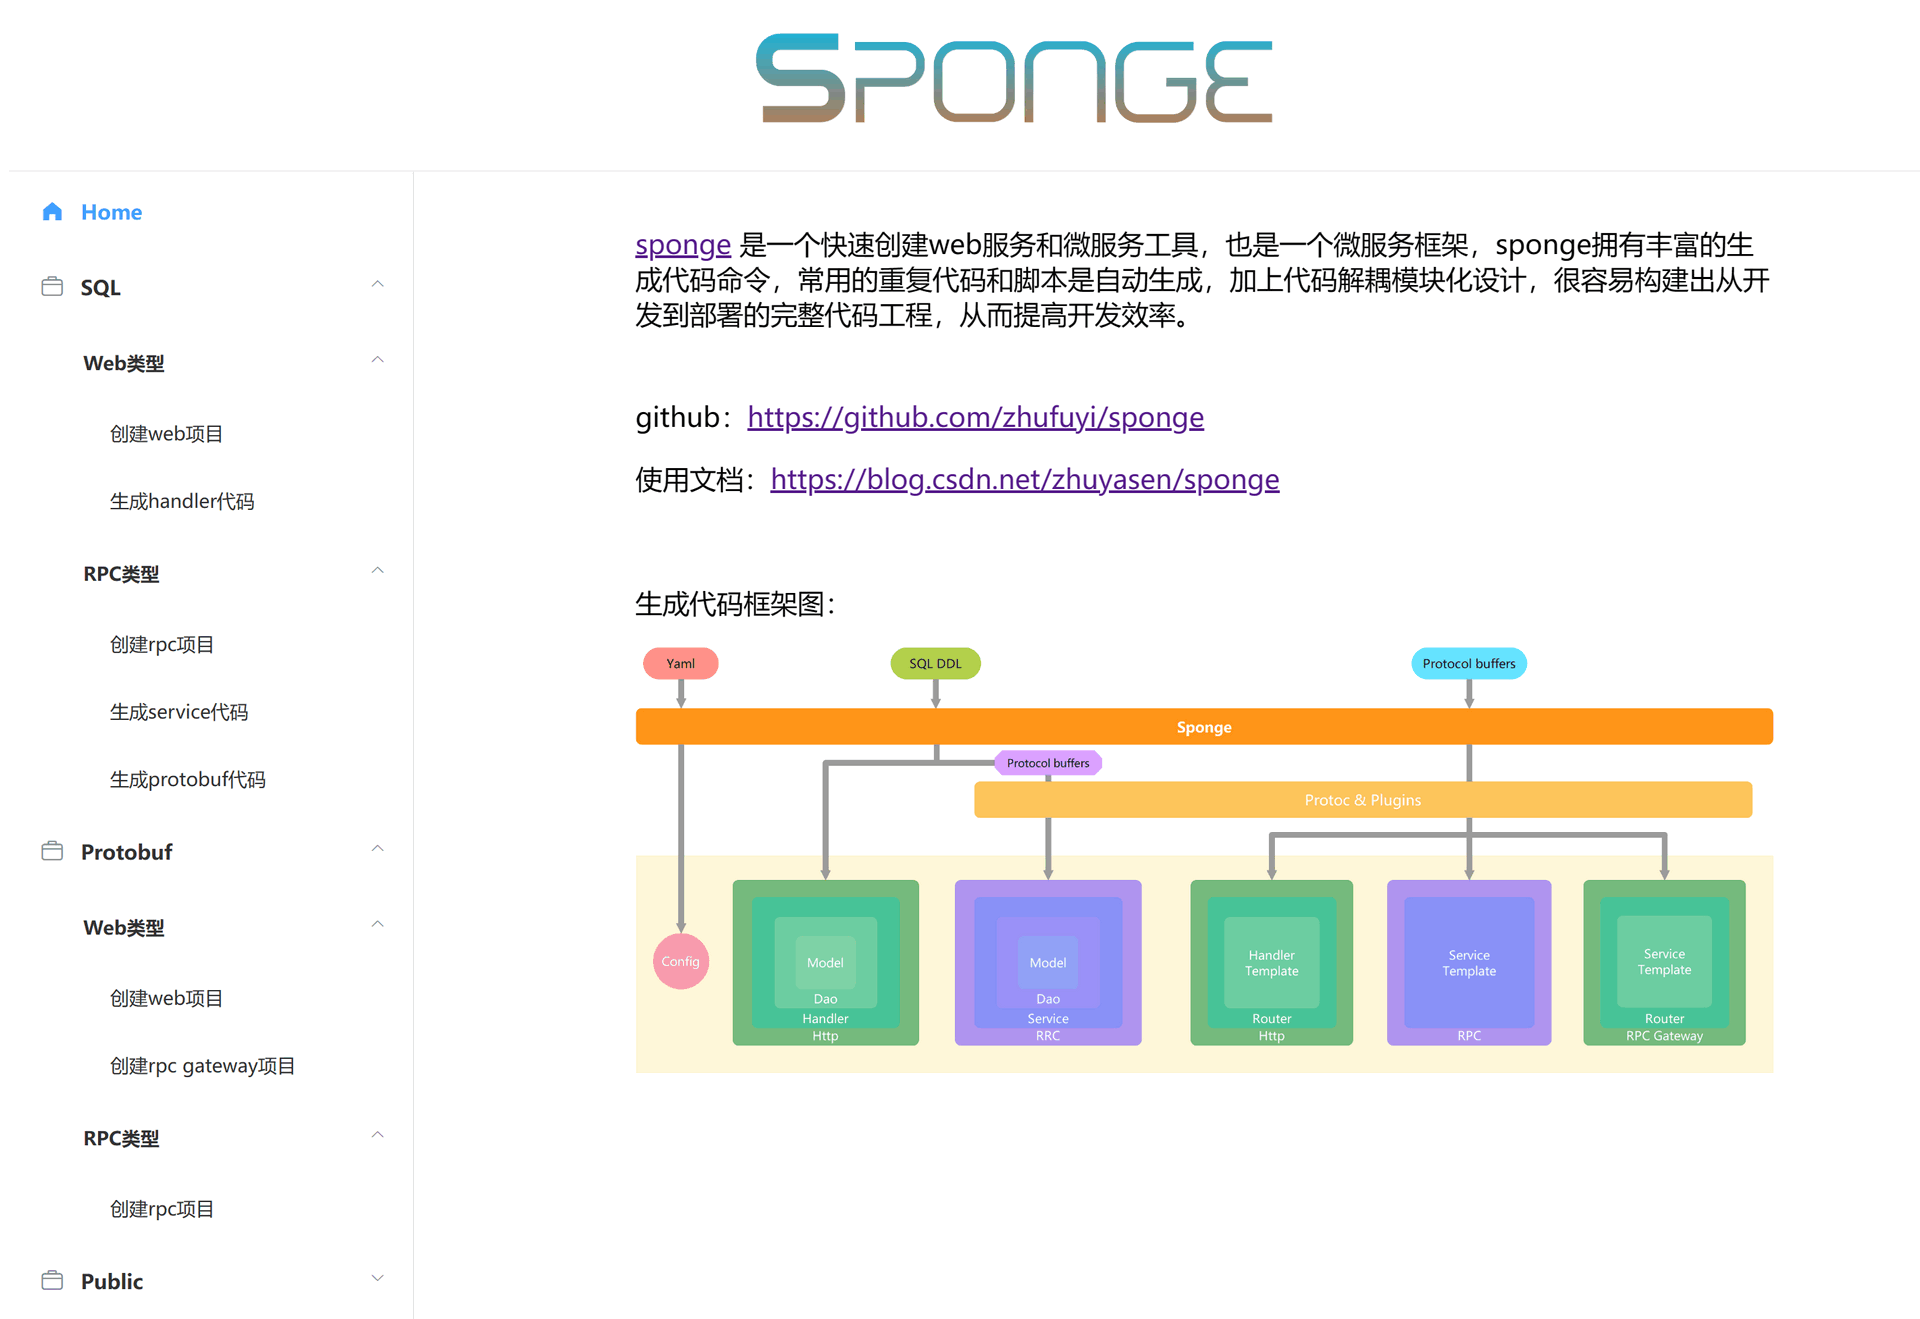 SPONGE
Home
SQL
Web类型
创建web项目
生成handler代码
RPC类型
创建rpc项目
生成service代码
生成protobuf代码
Protobuf
Web类型
创建web项目
创建rpc gateway项目
RPC类型
创建rpc项目
Public
sponge 是一个快速创建web服务和微服务工具，也是一个微服务框架，sponge拥有丰富的生
成代码命令，常用的重复代码和脚本是自动生成，加上代码解耦模块化设计，很容易构建出从开
发到部署的完整代码工程，从而提高开发效率。
github：https://github.com/zhufuyi/sponge
使用文档：https://blog.csdn.net/zhuyasen/sponge
生成代码框架图：
Yaml
SQL DDL
Protocol buffers
Sponge
Protocol buffers
Protoc & Plugins
Config
Model
Dao
Handler
Http
Model
Dao
Service
RRC
Handler
Template
Router
Http
Service
Template
RPC
Service
Template
Router
RPC Gateway